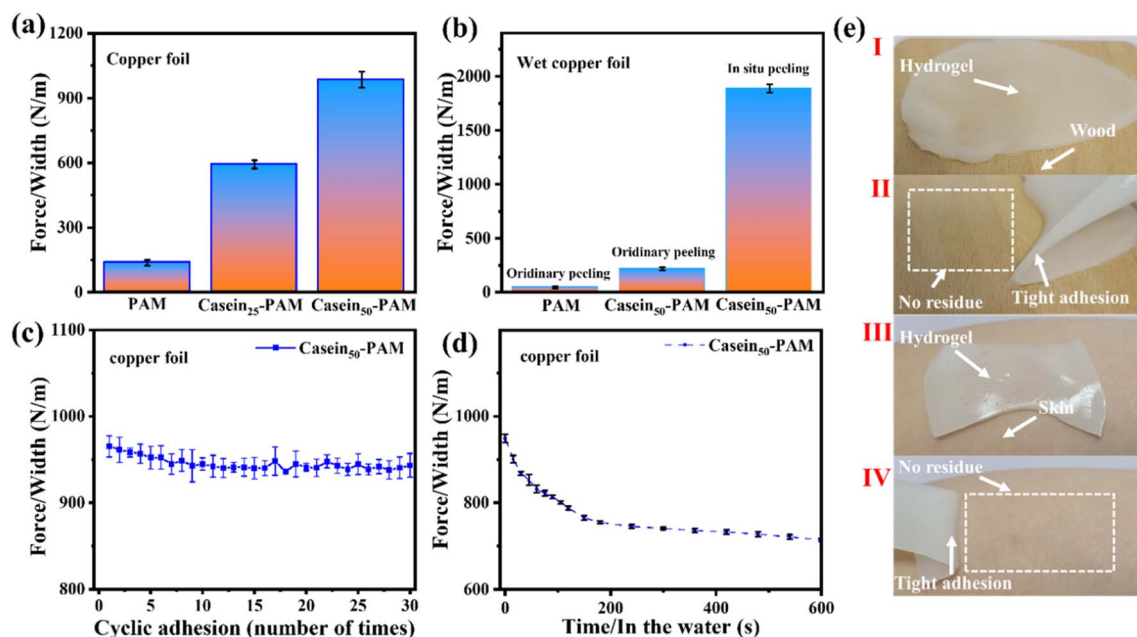 (a)
Force/Width (N/m)
1200
900
600
300
0
Copper foil
PAM
Casein₂₅-PAM
Casein₅₀-PAM
(b)
Force/Width (N/m)
2000
1750
1500
1250
1000
750
500
250
0
Wet copper foil
In situ peeling
Oridinary peeling
Oridinary peeling
PAM
Casein₅₀-PAM
Casein₅₀-PAM
(c)
Force/Width (N/m)
1100
1000
900
800
Casein₅₀-PAM
copper foil
0 5 10 15 20 25 30
Cyclic adhesion (number of times)
(d)
Force/Width (N/m)
1000
800
600
Casein₅₀-PAM
copper foil
0 200 400 600
Time/In the water (s)
(e)
I
Hydrogel
Wood
II
No residue
Tight adhesion
III
Hydrogel
Skin
IV
No residue
Tight adhesion